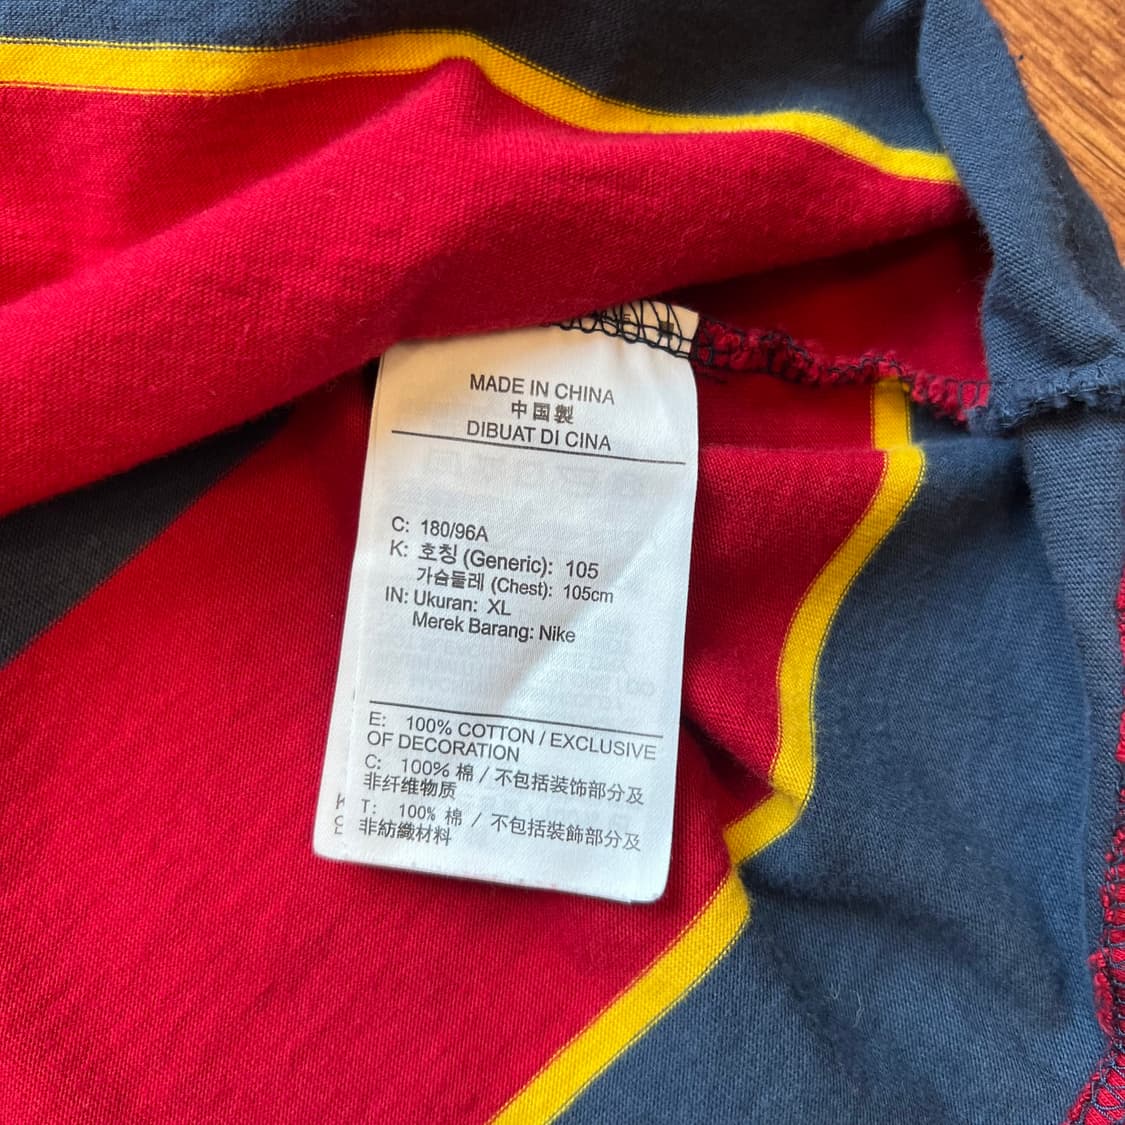 MADE IN CHINA
中国製
DIBUAT DI CINA
C: 180/96A
K: 호칭 (Generic): 105
가슴둘레 (Chest): 105cm
IN: Ukuran: XL
Merek Barang: Nike
E: 100% COTTON / EXCLUSIVE
OF DECORATION
C: 100% 棉 / 不包括装饰部分及
非纤维物质
T: 100% 棉 / 不包括裝飾部分及
非紡織材料